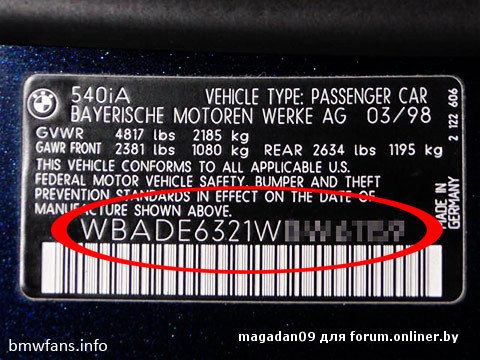 540iA VEHICLE TYPE: PASSENGER CAR
BAYERISCHE MOTOREN WERKE AG 03/98
GVWR 4817 lbs 2185 kg
GAWR FRONT 2381 lbs 1080 kg REAR 2634 lbs 1195 kg
THIS VEHICLE CONFORMS TO ALL APPLICABLE U.S.
FEDERAL MOTOR VEHICLE SAFETY, BUMPER AND THEFT
PREVENTION STANDARDS IN EFFECT ON THE DATE OF
MANUFACTURE SHOWN ABOVE.
WBADE6321W
MADE IN
GERMANY
2 122 606
bmwfans.info
magadan09 для forum.onliner.by